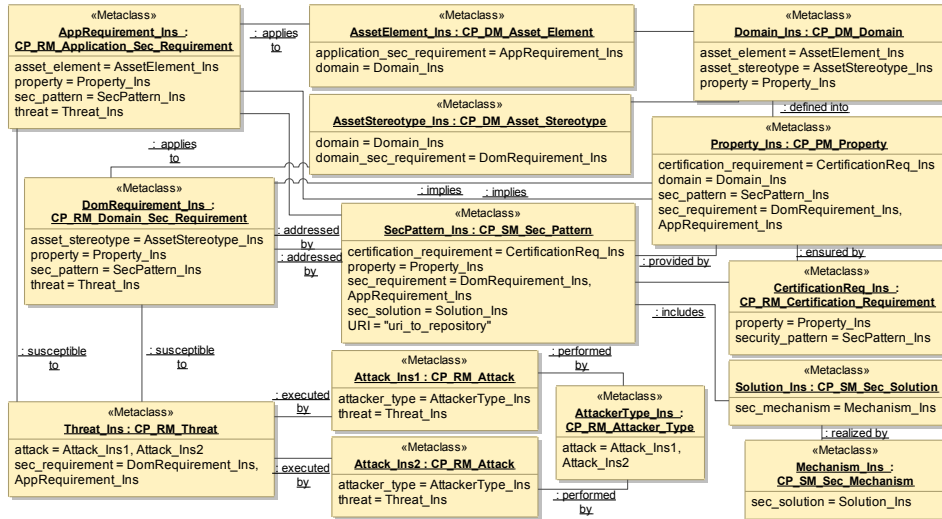 «Metaclass»
AppRequirement_Ins :
CP_RM_Application_Sec_Requirement
asset_element = AssetElement_Ins
property = Property_Ins
sec_pattern = SecPattern_Ins
threat = Threat_Ins
: applies
to
«Metaclass»
AssetElement_Ins : CP_DM_Asset_Element
application_sec_requirement = AppRequirement_Ins
domain = Domain_Ins
«Metaclass»
Domain_Ins : CP_DM_Domain
asset_element = AssetElement_Ins
asset_stereotype = AssetStereotype_Ins
property = Property_Ins
: defined into
«Metaclass»
AssetStereotype_Ins : CP_DM_Asset_Stereotype
domain = Domain_Ins
domain_sec_requirement = DomRequirement_Ins
: applies
to
«Metaclass»
Property_Ins : CP_PM_Property
certification_requirement = CertificationReq_Ins
domain = Domain_Ins
sec_pattern = SecPattern_Ins
sec_requirement = DomRequirement_Ins,
AppRequirement_Ins
«Metaclass»
DomRequirement_Ins :
CP_RM_Domain_Sec_Requirement
asset_stereotype = AssetStereotype_Ins
property = Property_Ins
sec_pattern = SecPattern_Ins
threat = Threat_Ins
: implies
: implies
: addressed
by
: addressed
by
«Metaclass»
SecPattern_Ins : CP_SM_Sec_Pattern
certification_requirement = CertificationReq_Ins
property = Property_Ins
sec_requirement = DomRequirement_Ins,
AppRequirement_Ins
sec_solution = Solution_Ins
URI = "uri_to_repository"
: provided by
: ensured by
«Metaclass»
CertificationReq_Ins :
CP_RM_Certification_Requirement
property = Property_Ins
security_pattern = SecPattern_Ins
: includes
: susceptible
to
: susceptible
to
«Metaclass»
Attack_Ins1 : CP_RM_Attack
attacker_type = AttackerType_Ins
threat = Threat_Ins
: performed
by
«Metaclass»
Solution_Ins : CP_SM_Sec_Solution
sec_mechanism = Mechanism_Ins
: executed
by
«Metaclass»
Threat_Ins : CP_RM_Threat
attack = Attack_Ins1, Attack_Ins2
sec_requirement = DomRequirement_Ins,
AppRequirement_Ins
«Metaclass»
AttackerType_Ins :
CP_RM_Attacker_Type
attack = Attack_Ins1,
Attack_Ins2
: realized by
: executed
by
«Metaclass»
Attack_Ins2 : CP_RM_Attack
attacker_type = AttackerType_Ins
threat = Threat_Ins
: performed
by
«Metaclass»
Mechanism_Ins :
CP_SM_Sec_Mechanism
sec_solution = Solution_Ins